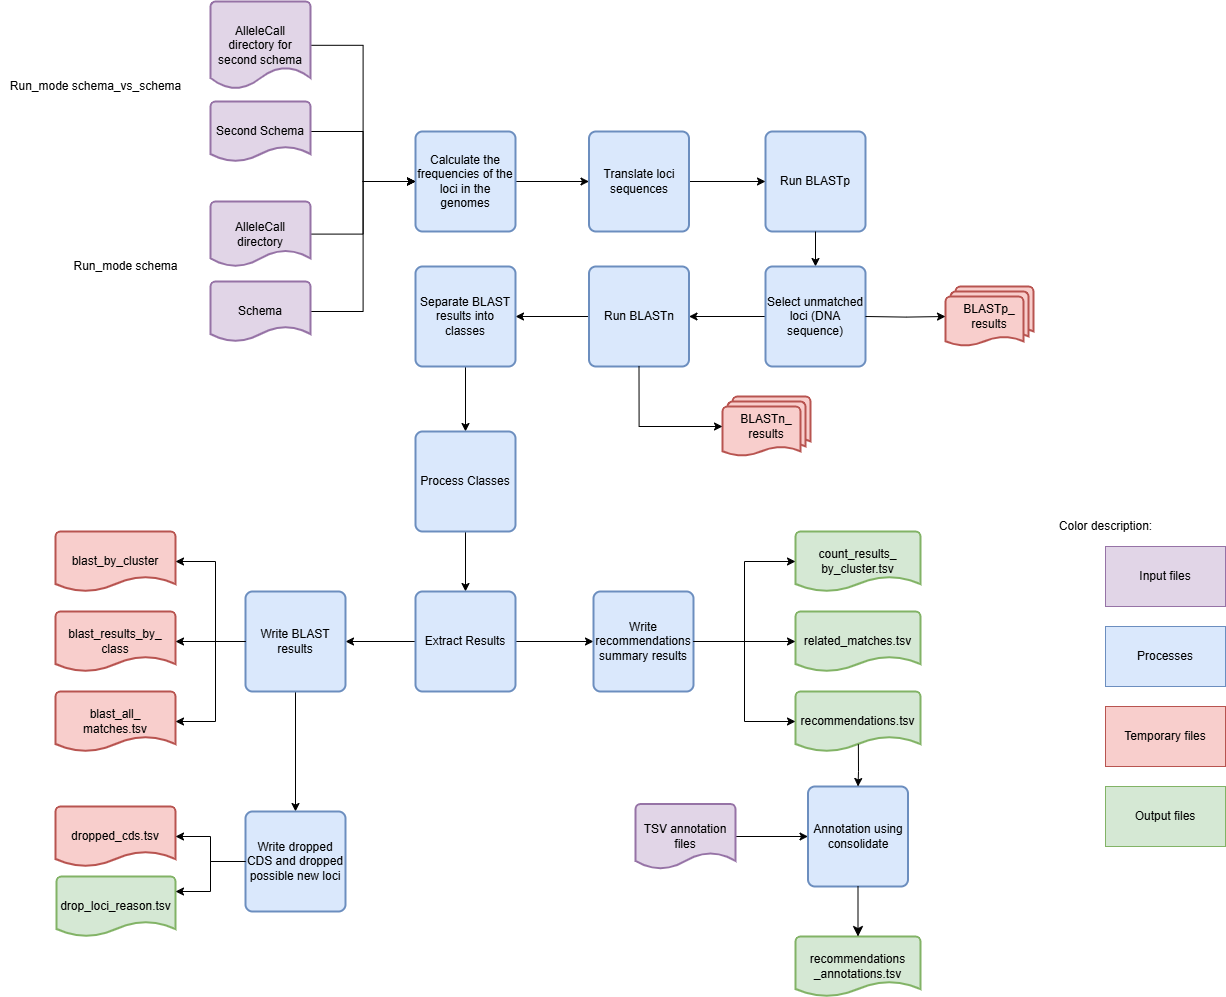 AlleleCall
directory for
second schema
Run_mode schema_vs_schema
Second Schema
AlleleCall
directory
Run_mode schema
Schema
Calculate the
frequencies of the
loci in the
genomes
Translate loci
sequences
Run BLASTp
Separate BLAST
results into
classes
Run BLASTn
Select unmatched
loci (DNA
sequence)
BLASTp_
results
BLASTn_
results
Process Classes
Color description:
blast_by_cluster
blast_results_by_
class
blast_all_
matches.tsv
Write BLAST
results
Extract Results
Write
recommendations
summary results
count_results_
by_cluster.tsv
related_matches.tsv
recommendations.tsv
Input files
Processes
Temporary files
Output files
dropped_cds.tsv
drop_loci_reason.tsv
Write dropped
CDS and dropped
possible new loci
TSV annotation
files
Annotation using
consolidate
recommendations
_annotations.tsv